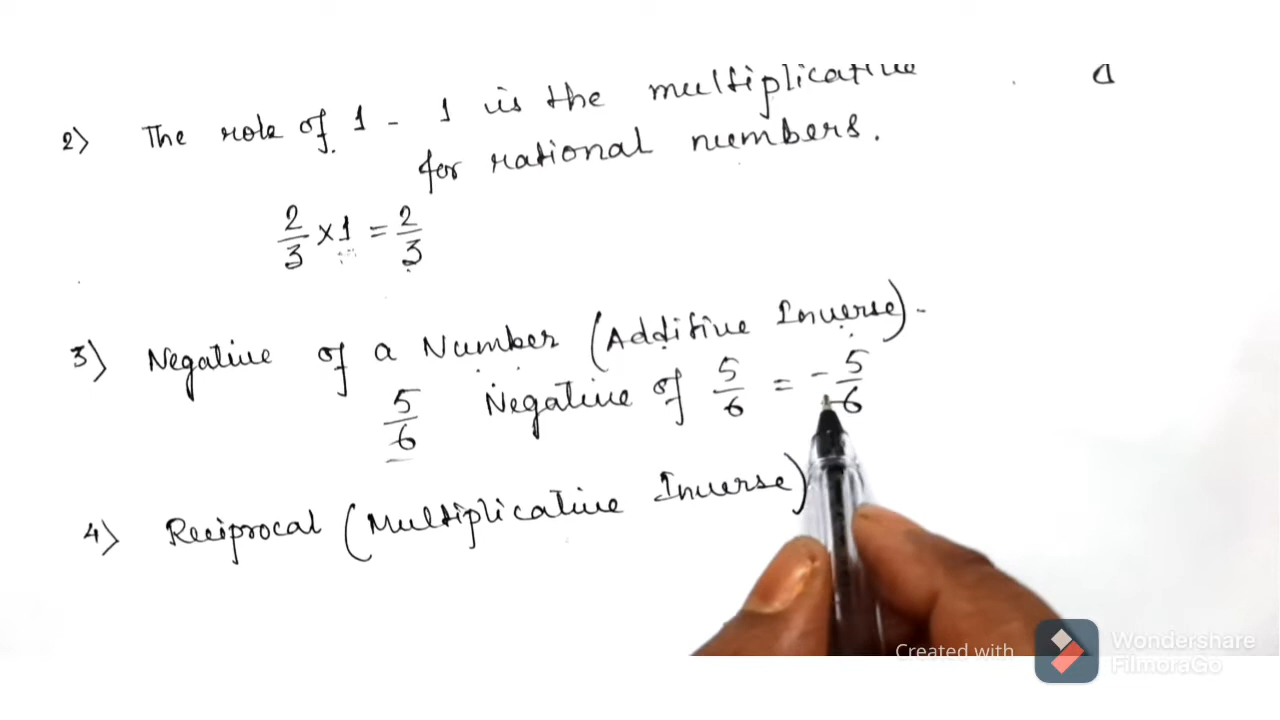 2) The role of 1 - 1 is the multiplicative
for rational numbers.
2/3 × 1 = 2/3
3) Negative of a Number (Additive Inverse).
5/6 Negative of 5/6 = -5/6
4) Reciprocal (Multiplicative Inverse)
Created with Wondershare FilmoraGo